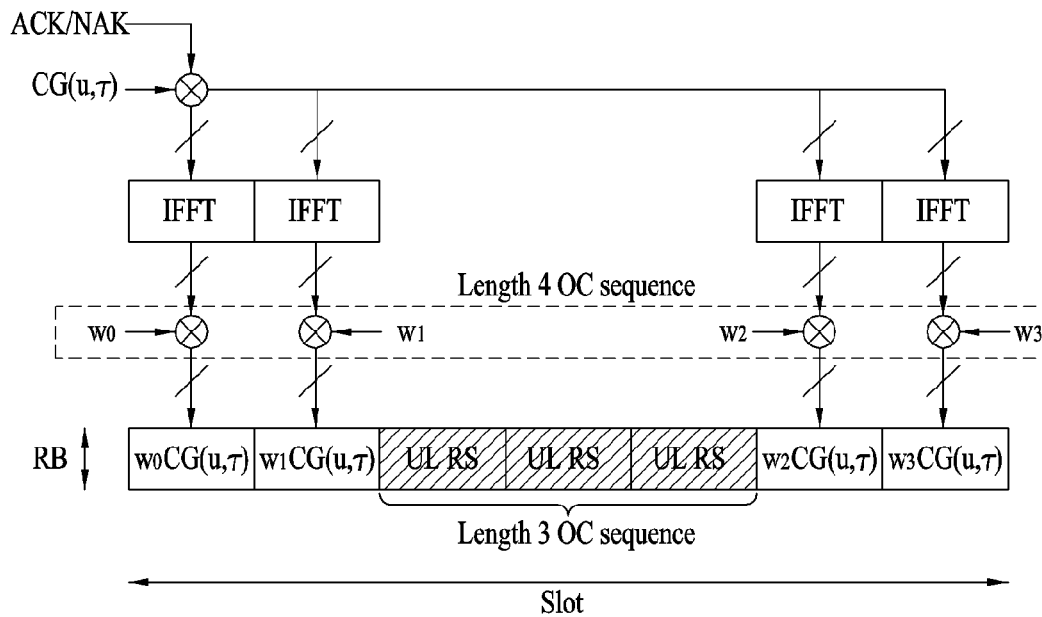 ACK/NAK
CG(u,τ)
IFFT IFFT IFFT IFFT
Length 4 OC sequence
w0 w1 w2 w3
RB w0CG(u,τ) w1CG(u,τ) UL RS UL RS UL RS w2CG(u,τ) w3CG(u,τ)
Length 3 OC sequence
Slot